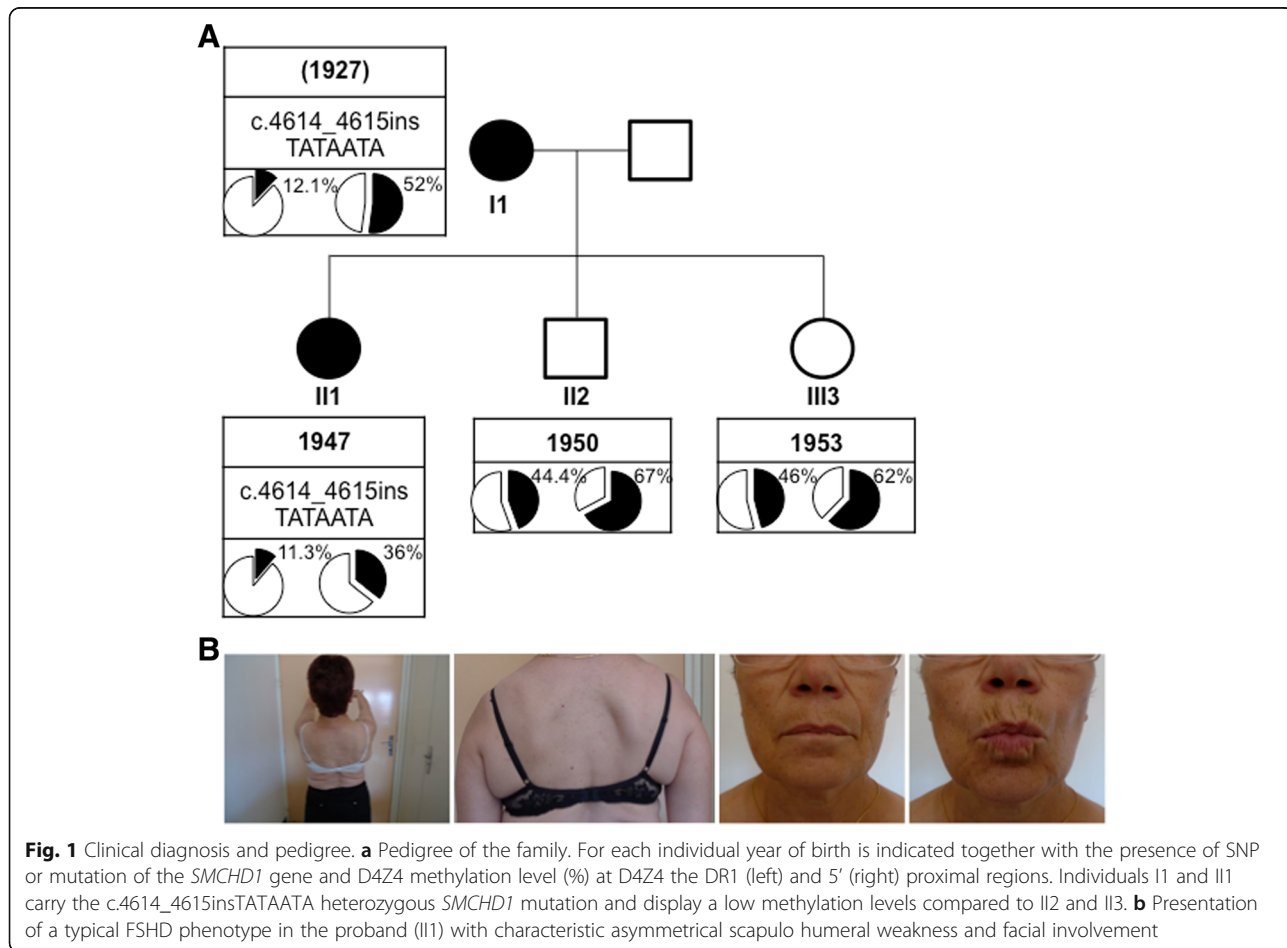 A
(1927)
c.4614_4615ins
TATAATA
12.1% 52%
I1
II1 II2 III3
1947
c.4614_4615ins
TATAATA
11.3% 36%
1950
44.4% 67%
1953
46% 62%
B
Fig. 1 Clinical diagnosis and pedigree. a Pedigree of the family. For each individual year of birth is indicated together with the presence of SNP
or mutation of the SMCHD1 gene and D4Z4 methylation level (%) at D4Z4 the DR1 (left) and 5’ (right) proximal regions. Individuals I1 and II1
carry the c.4614_4615insTATAATA heterozygous SMCHD1 mutation and display a low methylation levels compared to II2 and II3. b Presentation
of a typical FSHD phenotype in the proband (II1) with characteristic asymmetrical scapulo humeral weakness and facial involvement